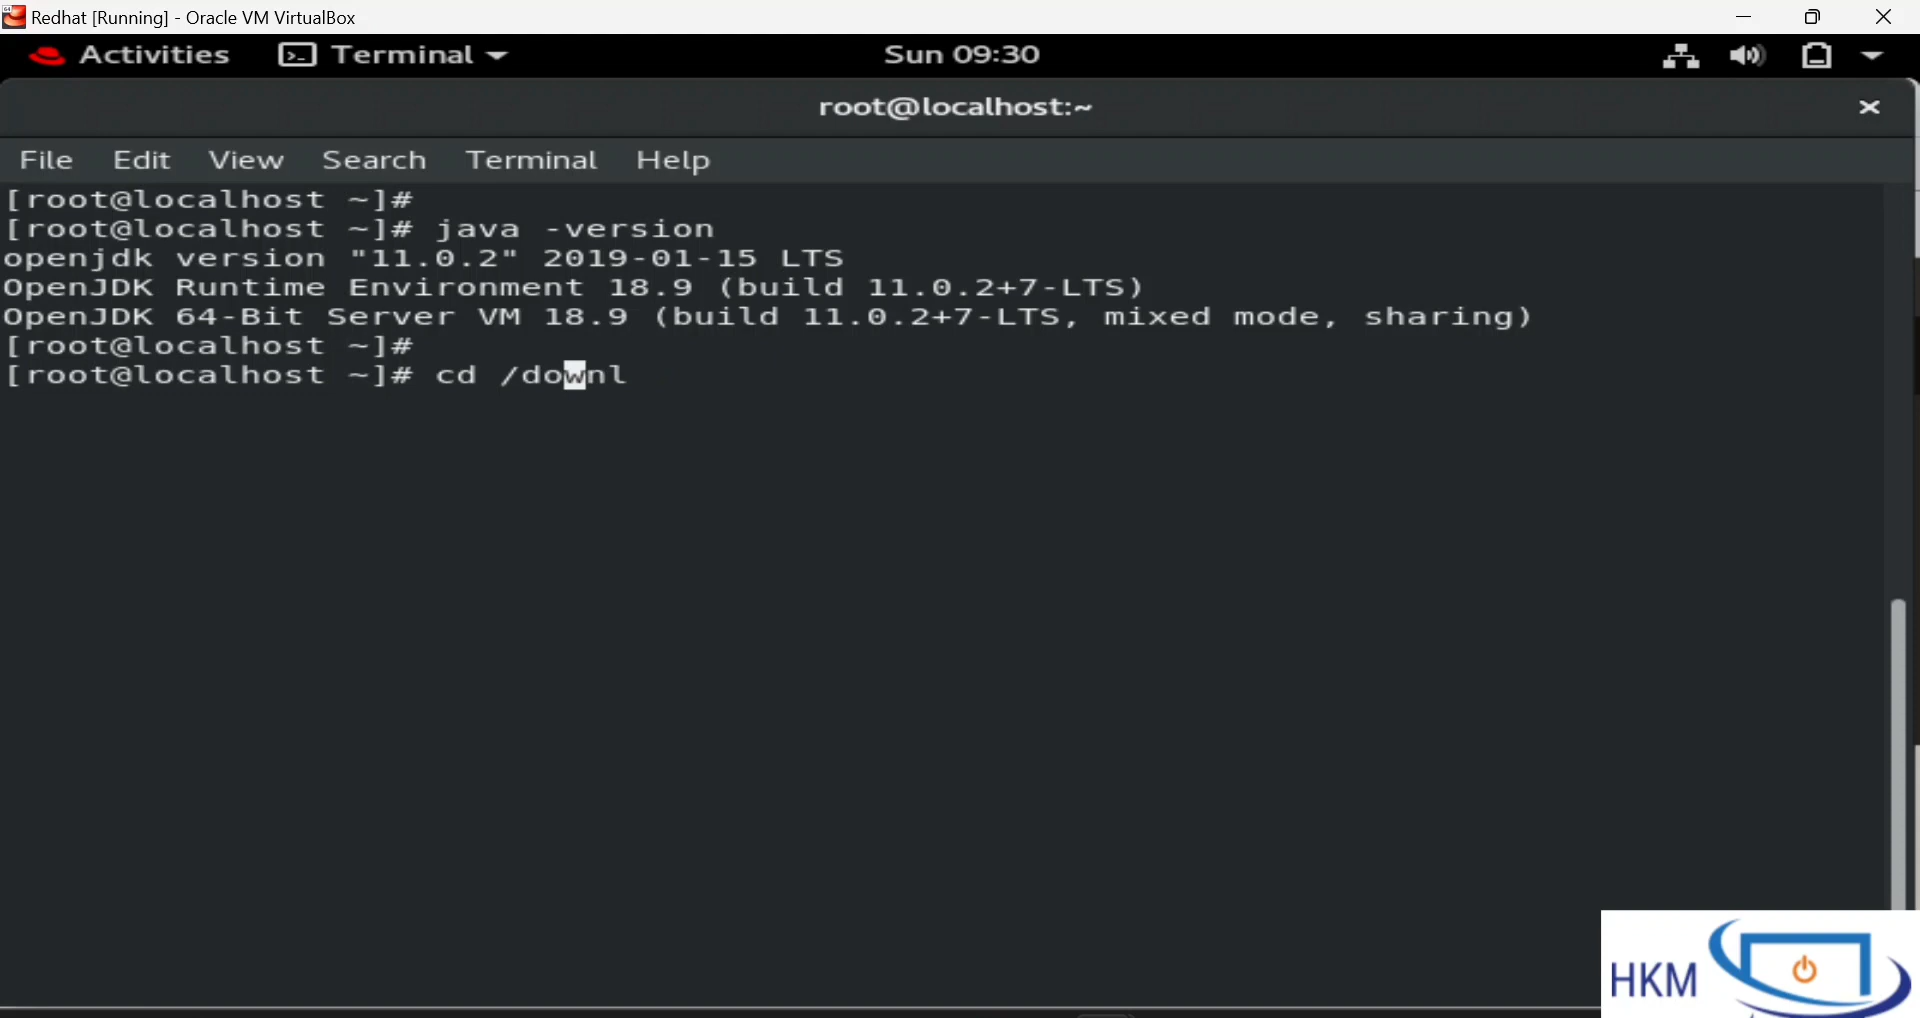 Redhat [Running] - Oracle VM VirtualBox
Activities Terminal Sun 09:30
root@localhost:~
File Edit View Search Terminal Help
[root@localhost ~]#
[root@localhost ~]# java -version
openjdk version "11.0.2" 2019-01-15 LTS
OpenJDK Runtime Environment 18.9 (build 11.0.2+7-LTS)
OpenJDK 64-Bit Server VM 18.9 (build 11.0.2+7-LTS, mixed mode, sharing)
[root@localhost ~]#
[root@localhost ~]# cd /downl
HKM